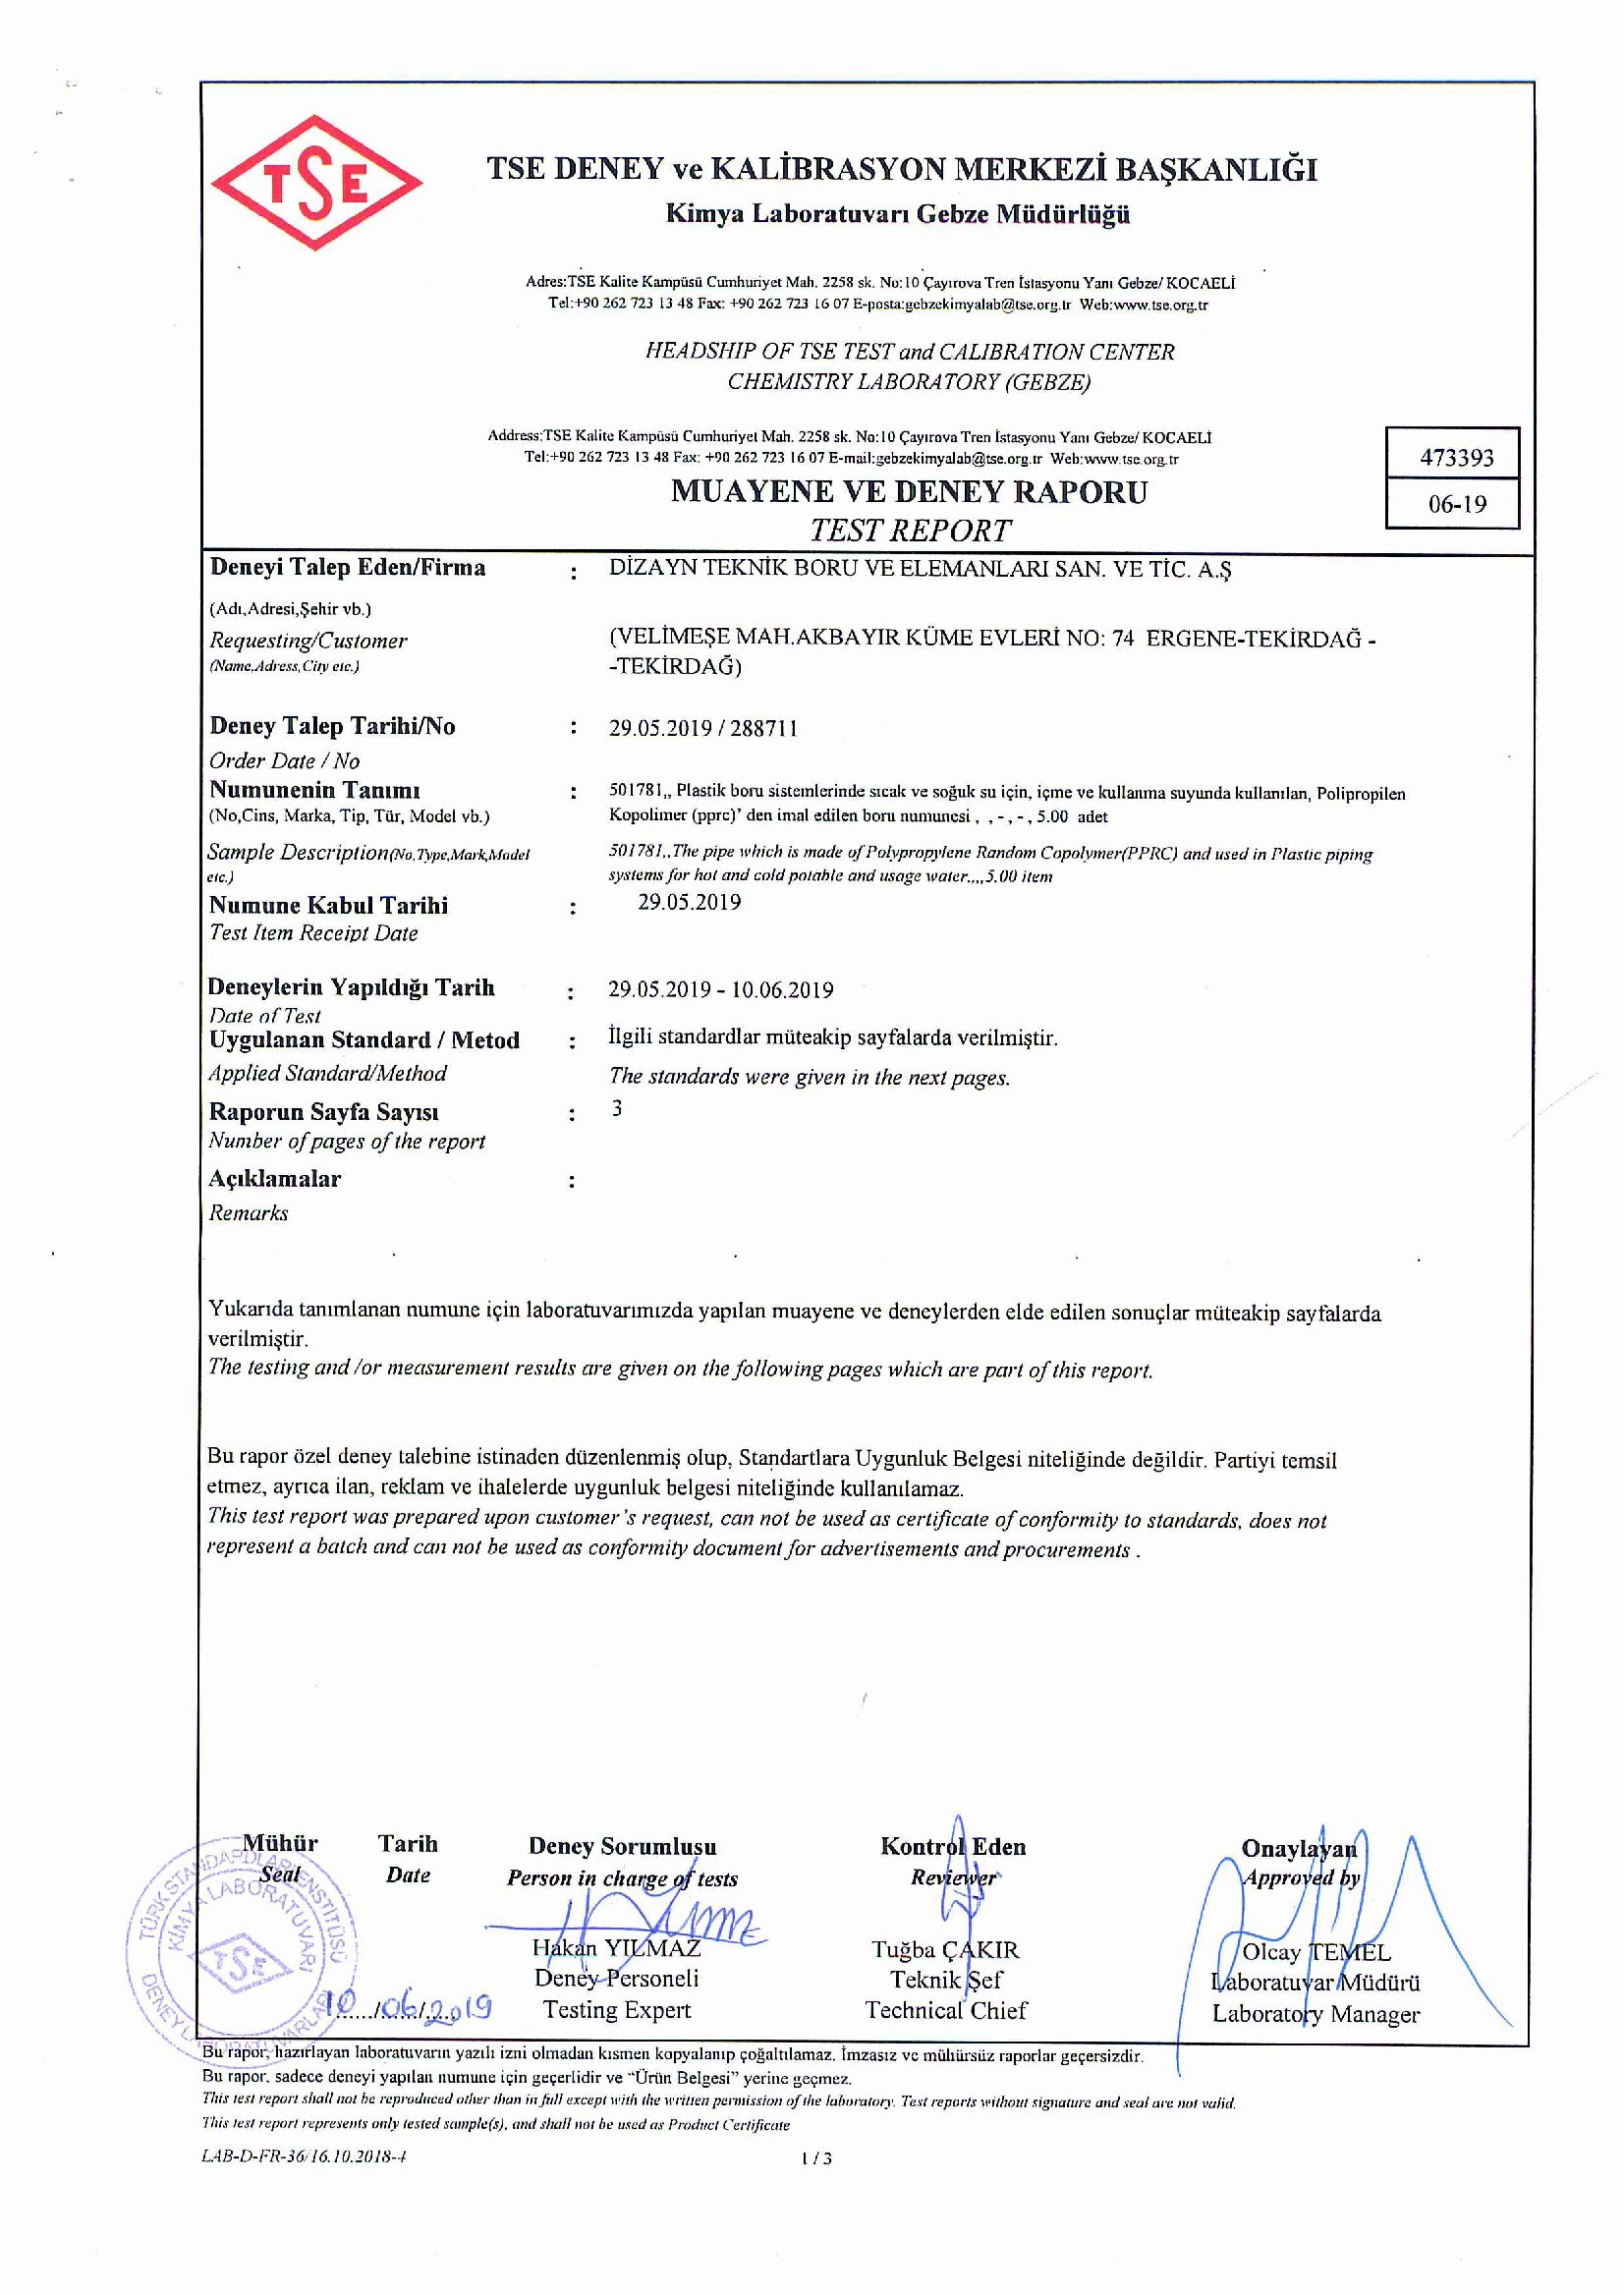 TSE
TSE DENEY ve KALİBRASYON MERKEZİ BAŞKANLIĞI
Kimya Laboratuvarı Gebze Müdürlüğü
Adres:TSE Kalite Kampüsü Cumhuriyet Mah. 2258 sk. No:10 Çayırova Tren İstasyonu Yanı Gebze/ KOCAELİ
Tel:+90 262 723 13 48 Fax: +90 262 723 16 07 E-posta:gebzekimyalab@tse.org.tr Web:www.tse.org.tr
HEADSHIP OF TSE TEST and CALIBRATION CENTER
CHEMISTRY LABORATORY (GEBZE)
Address:TSE Kalite Kampüsü Cumhuriyet Mah. 2258 sk. No:10 Çayırova Tren İstasyonu Yanı Gebze/ KOCAELİ
Tel:+90 262 723 13 48 Fax: +90 262 723 16 07 E-mail:gebzekimyalab@tse.org.tr Web:www.tse.org.tr
473393
06-19
MUAYENE VE DENEY RAPORU
TEST REPORT
Deneyi Talep Eden/Firma : DİZAYN TEKNİK BORU VE ELEMANLARI SAN. VE TİC. A.Ş
(Adı,Adresi,Şehir vb.)
Requesting/Customer (VELİMEŞE MAH.AKBAYIR KÜME EVLERİ NO: 74 ERGENE-TEKİRDAĞ -
(Name,Adress, City etc.) -TEKİRDAĞ)
Deney Talep Tarihi/No : 29.05.2019 / 288711
Order Date / No
Numunenin Tanımı : 501781,, Plastik boru sistemlerinde sıcak ve soğuk su için, içme ve kullanma suyunda kullanılan, Polipropilen
(No,Cins, Marka, Tip, Tür, Model vb.) Kopolimer (pprc)' den imal edilen boru numunesi , , - , - , 5.00 adet
Sample Description(No,Type,Mark,Model 501781,,The pipe which is made of Polypropylene Random Copolymer(PPRC) and used in Plastic piping
etc.) systems for hot and cold potable and usage water.,,,5.00 item
Numune Kabul Tarihi : 29.05.2019
Test Item Receipt Date
Deneylerin Yapıldığı Tarih : 29.05.2019 - 10.06.2019
Date of Test
Uygulanan Standard / Metod : İlgili standardlar müteakip sayfalarda verilmiştir.
Applied Standard/Method The standards were given in the next pages.
Raporun Sayfa Sayısı : 3
Number of pages of the report
Açıklamalar :
Remarks
Yukarıda tanımlanan numune için laboratuvarımızda yapılan muayene ve deneylerden elde edilen sonuçlar müteakip sayfalarda
verilmiştir.
The testing and /or measurement results are given on the following pages which are part of this report.
Bu rapor özel deney talebine istinaden düzenlenmiş olup, Standartlara Uygunluk Belgesi niteliğinde değildir. Partiyi temsil
etmez, ayrıca ilan, reklam ve ihalelerde uygunluk belgesi niteliğinde kullanılamaz.
This test report was prepared upon customer's request, can not be used as certificate of conformity to standards, does not
represent a batch and can not be used as conformity document for advertisements and procurements .
Mühür Tarih Deney Sorumlusu Kontrol Eden Onaylayan
Seal Date Person in charge of tests Reviewer Approved by
TÜRK STANDARDLARI ENSTİTÜSÜ
KİMYA LABORATUVARI
TSE
DENEY LABORATUVARLARI
Hakan YILMAZ Tuğba ÇAKIR Olcay TEMEL
Deney Personeli Teknik Şef Laboratuvar Müdürü
10/06/2019 Testing Expert Technical Chief Laboratory Manager
Bu rapor, hazırlayan laboratuvarın yazılı izni olmadan kısmen kopyalanıp çoğaltılamaz. İmzasız ve mühürsüz raporlar geçersizdir.
Bu rapor, sadece deneyi yapılan numune için geçerlidir ve "Ürün Belgesi" yerine geçmez.
This test report shall not be reproduced other than in full except with the written permission of the laboratory. Test reports without signature and seal are not valid.
This test report represents only tested sample(s), and shall not be used as Product Certificate
LAB-D-FR-36/16.10.2018-4 1 / 3